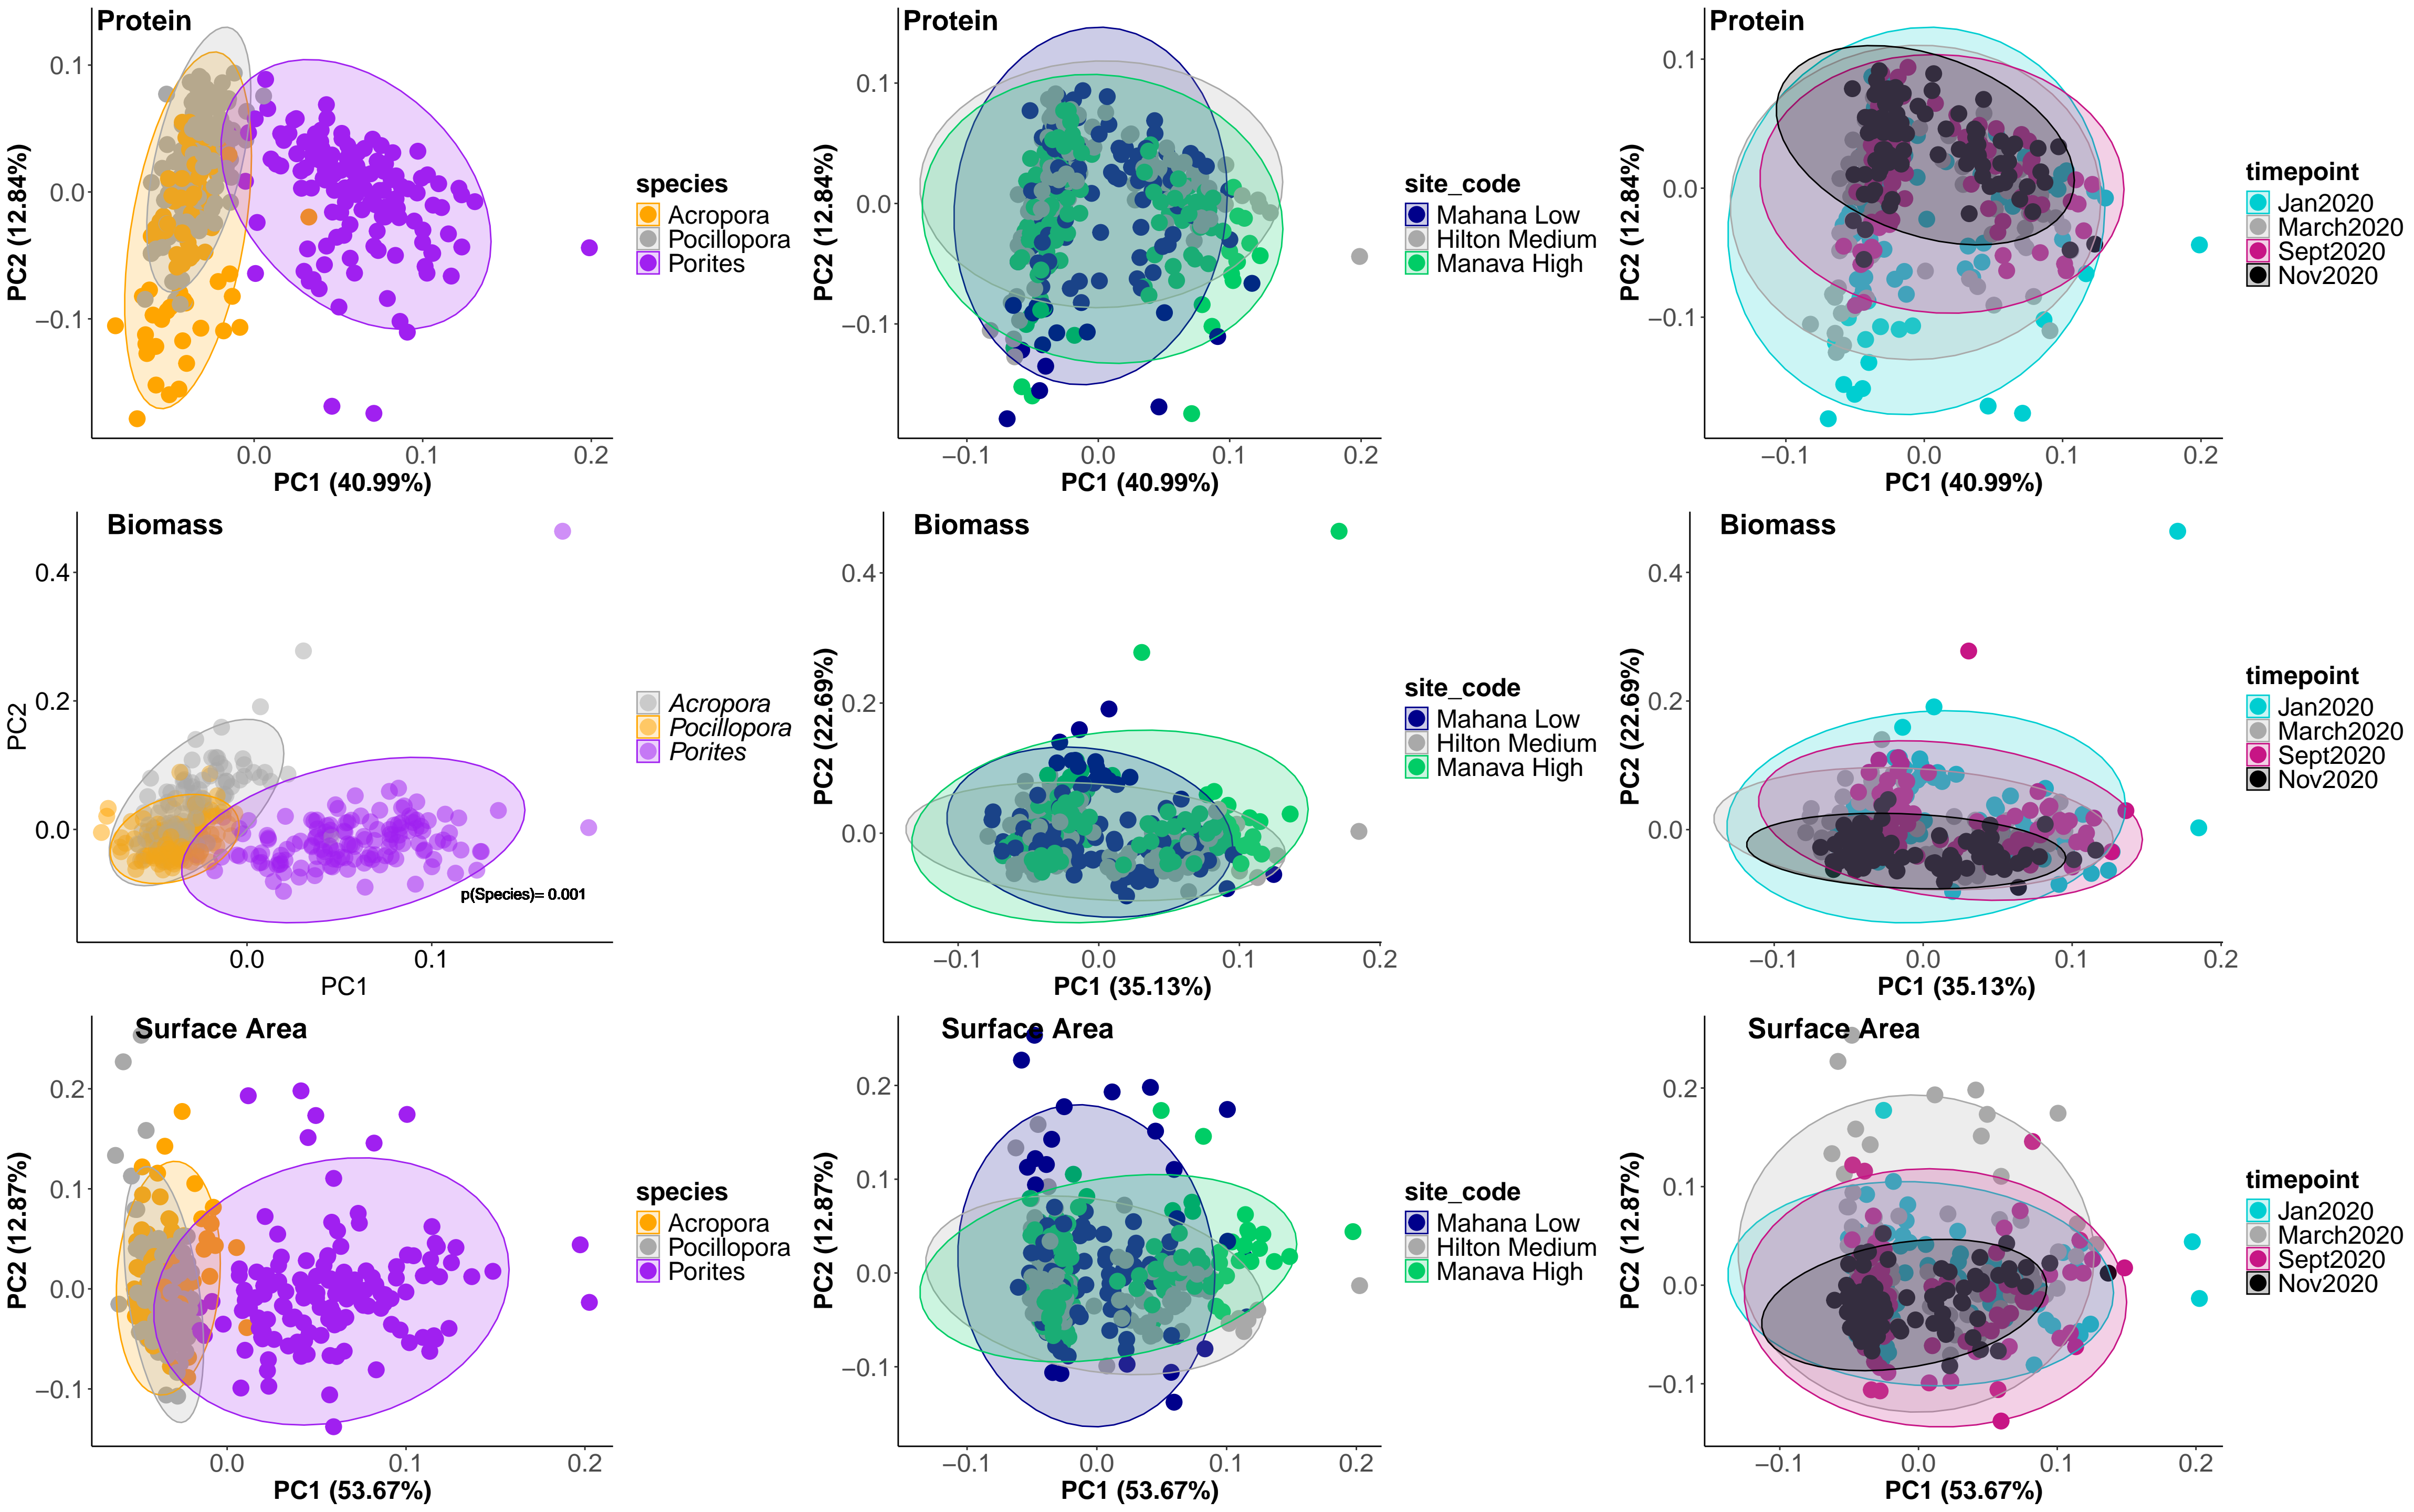 Protein
0.1
0.0
−0.1
PC2 (12.84%)
0.0 0.1 0.2
PC1 (40.99%)
species
Acropora
Pocillopora
Porites
Protein
0.1
0.0
−0.1
PC2 (12.84%)
−0.1 0.0 0.1 0.2
PC1 (40.99%)
site_code
Mahana Low
Hilton Medium
Manava High
Protein
0.1
0.0
−0.1
PC2 (12.84%)
−0.1 0.0 0.1 0.2
PC1 (40.99%)
timepoint
Jan2020
March2020
Sept2020
Nov2020
Biomass
0.4
0.2
0.0
PC2
p(Species)= 0.001
0.0 0.1
PC1
Acropora
Pocillopora
Porites
Biomass
0.4
0.2
0.0
PC2 (22.69%)
−0.1 0.0 0.1 0.2
PC1 (35.13%)
site_code
Mahana Low
Hilton Medium
Manava High
Biomass
0.4
0.2
0.0
PC2 (22.69%)
−0.1 0.0 0.1 0.2
PC1 (35.13%)
timepoint
Jan2020
March2020
Sept2020
Nov2020
Surface Area
0.2
0.1
0.0
−0.1
PC2 (12.87%)
0.0 0.1 0.2
PC1 (53.67%)
species
Acropora
Pocillopora
Porites
Surface Area
0.2
0.1
0.0
−0.1
PC2 (12.87%)
−0.1 0.0 0.1 0.2
PC1 (53.67%)
site_code
Mahana Low
Hilton Medium
Manava High
Surface Area
0.2
0.1
0.0
−0.1
PC2 (12.87%)
−0.1 0.0 0.1 0.2
PC1 (53.67%)
timepoint
Jan2020
March2020
Sept2020
Nov2020